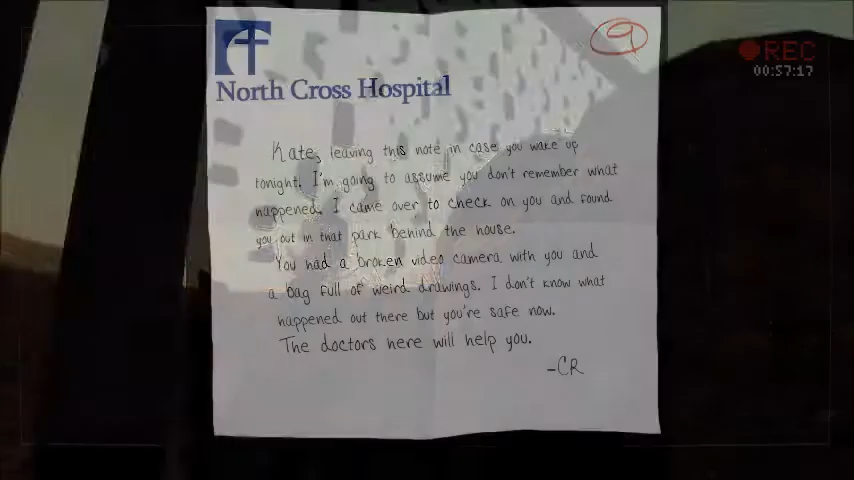 9
REC
00:57:17
North Cross Hospital
Kate, leaving this note in case you wake up
tonight. I'm going to assume you don't remember what
happened. I came over to check on you and found
you out in that park behind the house.
You had a broken video camera with you and
a bag full of weird drawings. I don't know what
happened out there but you're safe now.
The doctors here will help you.
-CR